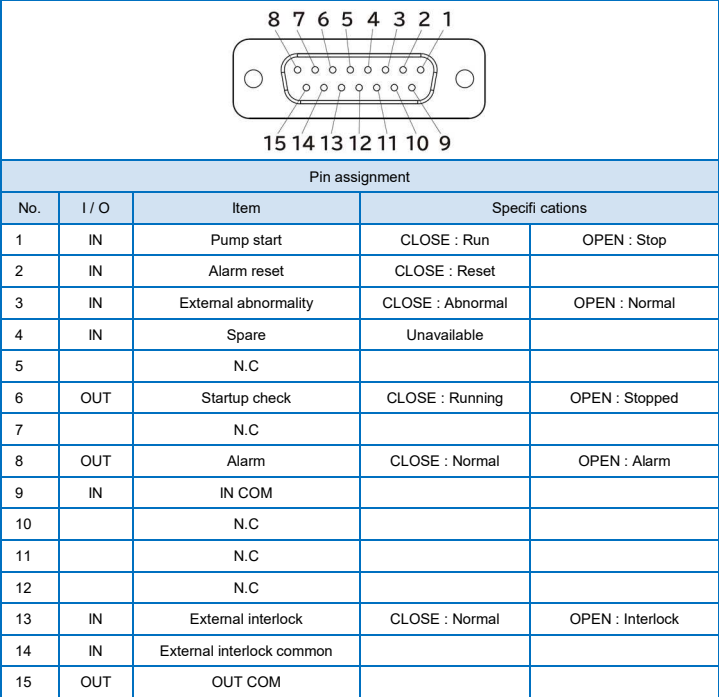 8 7 6 5 4 3 2 1
15 14 13 12 11 10 9
Pin assignment
No. I / O Item Specifi cations
1 IN Pump start CLOSE : Run OPEN : Stop
2 IN Alarm reset CLOSE : Reset
3 IN External abnormality CLOSE : Abnormal OPEN : Normal
4 IN Spare Unavailable
5 N.C
6 OUT Startup check CLOSE : Running OPEN : Stopped
7 N.C
8 OUT Alarm CLOSE : Normal OPEN : Alarm
9 IN IN COM
10 N.C
11 N.C
12 N.C
13 IN External interlock CLOSE : Normal OPEN : Interlock
14 IN External interlock common
15 OUT OUT COM